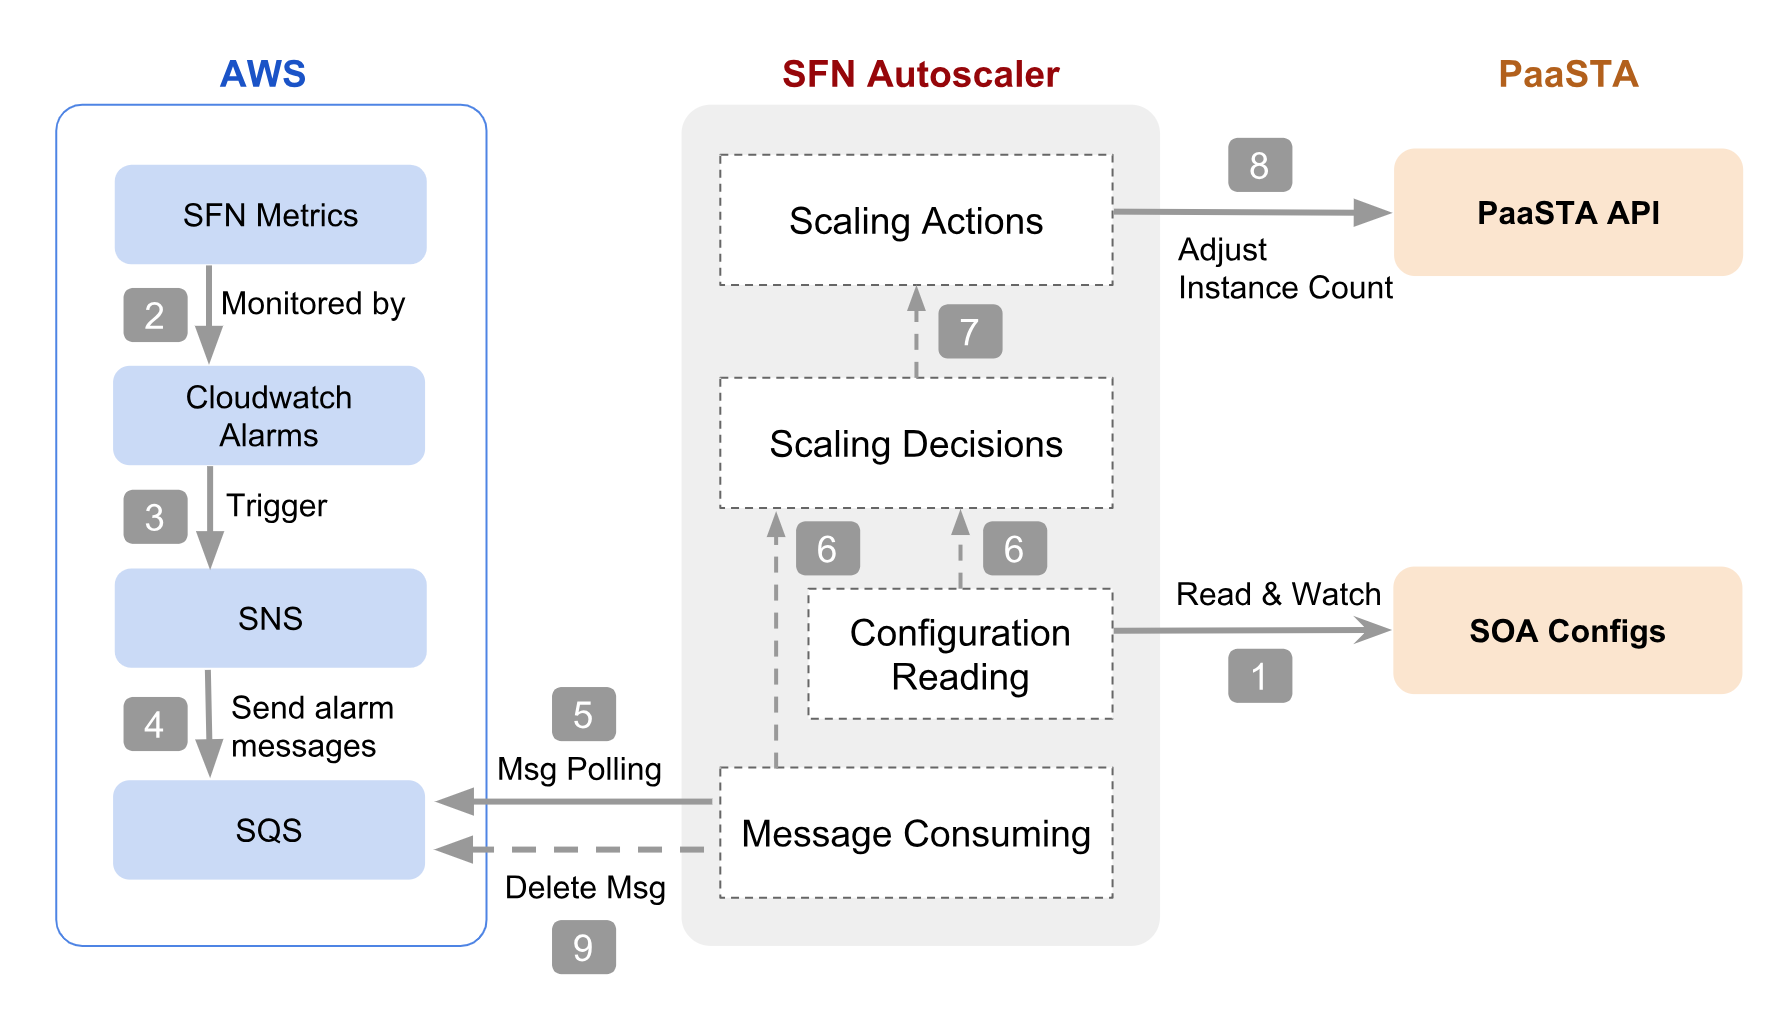 AWS
SFN Metrics
2
Monitored by
Cloudwatch
Alarms
3
Trigger
SNS
4
Send alarm
messages
SQS
5
Msg Polling
Delete Msg
9
SFN Autoscaler
Scaling Actions
7
Scaling Decisions
6
6
Configuration
Reading
Message Consuming
8
Adjust
Instance Count
Read & Watch
1
PaaSTA
PaaSTA API
SOA Configs